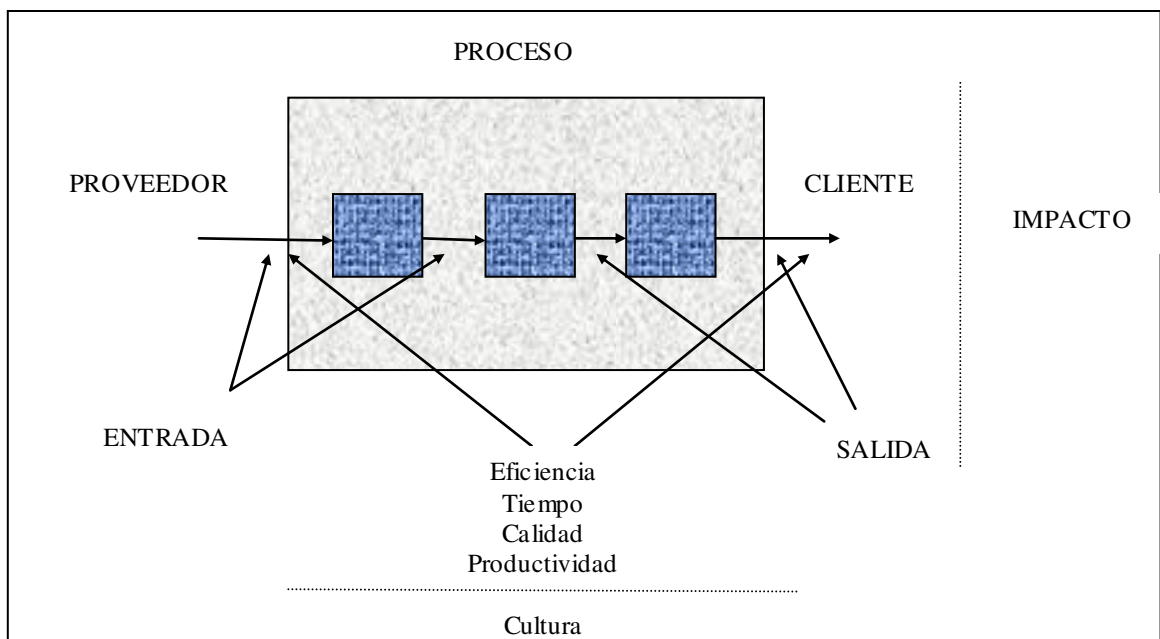 PROCESO
PROVEEDOR
CLIENTE
IMPACTO
ENTRADA
SALIDA
Eficiencia
Tiempo
Calidad
Productividad
Cultura